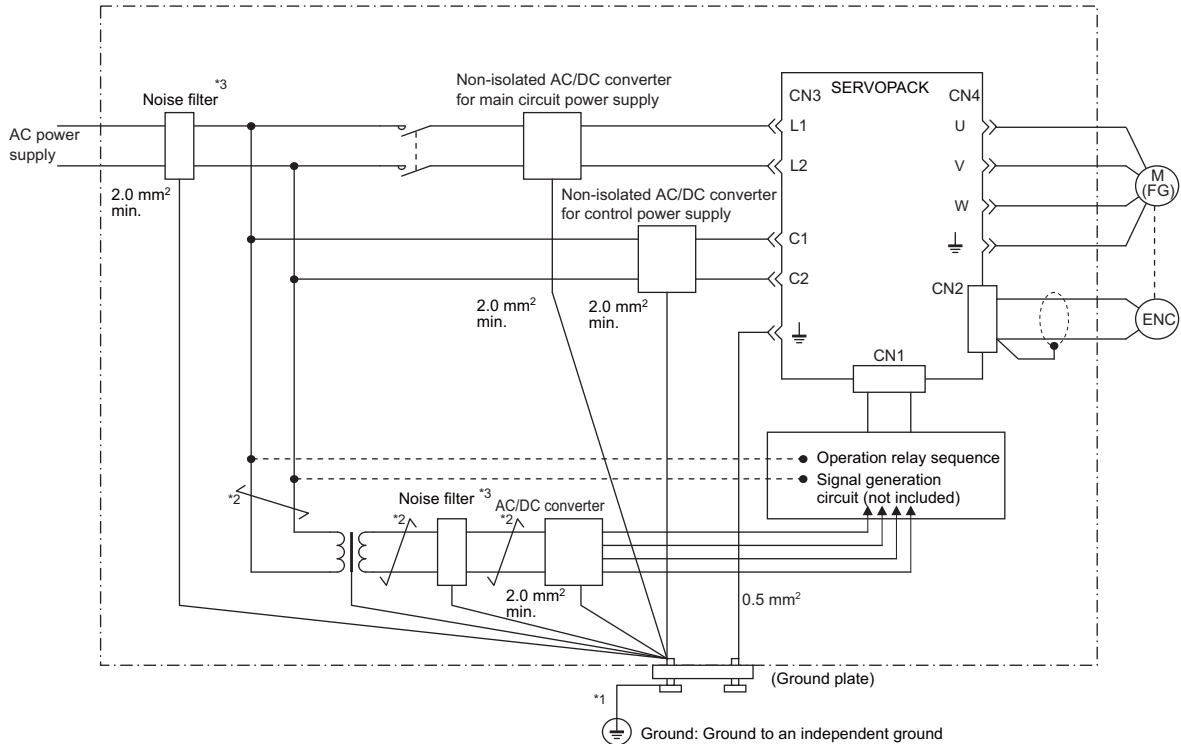 Noise filter *3
AC power
supply
2.0 mm²
min.
Non-isolated AC/DC converter
for main circuit power supply
Non-isolated AC/DC converter
for control power supply
2.0 mm²
min.
2.0 mm²
min.
SERVOPACK
CN3
CN4
L1
L2
C1
C2
U
V
W
CN2
CN1
M
(FG)
ENC
Operation relay sequence
Signal generation
circuit (not included)
*2
*2
Noise filter *3
*2
AC/DC converter
2.0 mm²
min.
0.5 mm²
(Ground plate)
*1
Ground: Ground to an independent ground